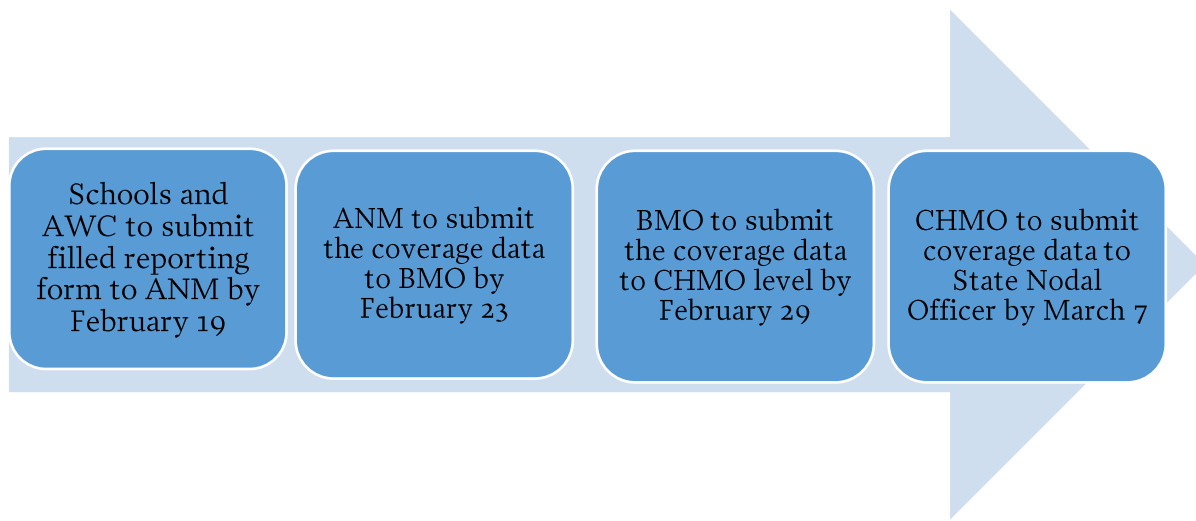 Schools and
AWC to submit
filled reporting
form to ANM by
February 19
ANM to submit
the coverage data
to BMO by
February 23
BMO to submit
the coverage data
to CHMO level by
February 29
CHMO to submit
coverage data to
State Nodal
Officer by March 7